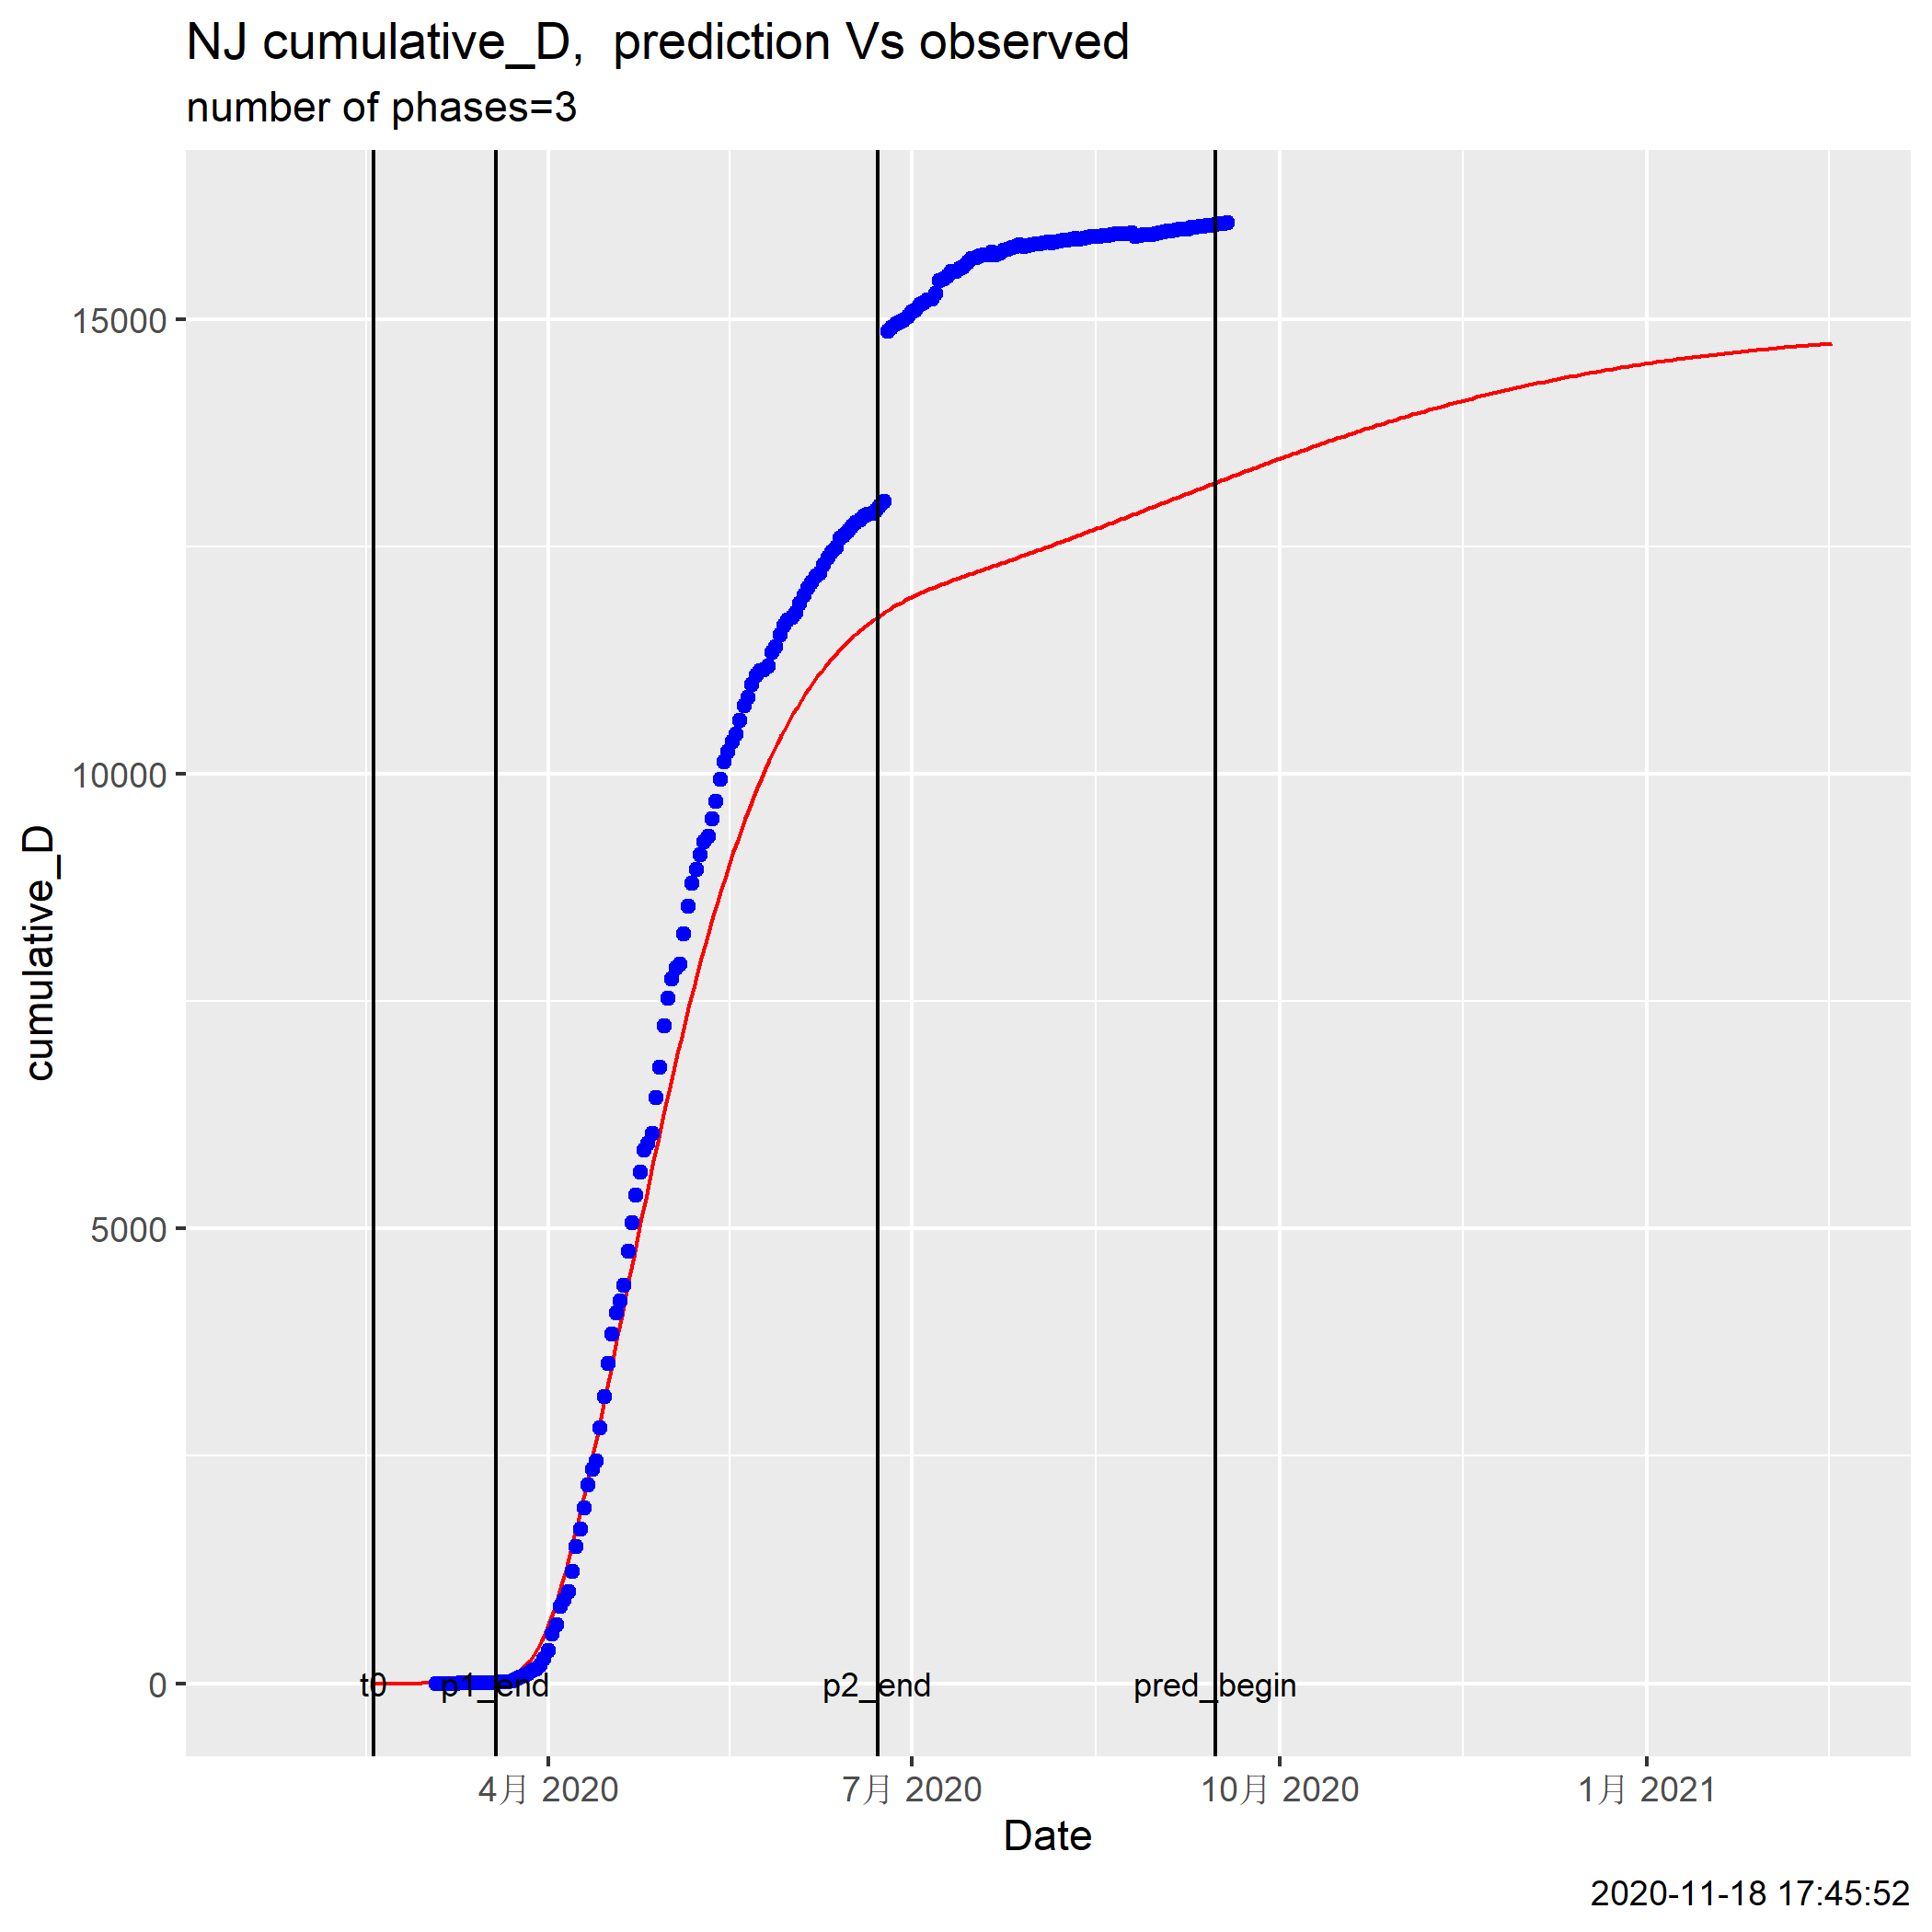 NJ cumulative_D,  prediction Vs observed
number of phases=3
cumulative_D
15000
10000
5000
0
t0
p1_end
p2_end
pred_begin
4月 2020
7月 2020
10月 2020
1月 2021
Date
2020-11-18 17:45:52